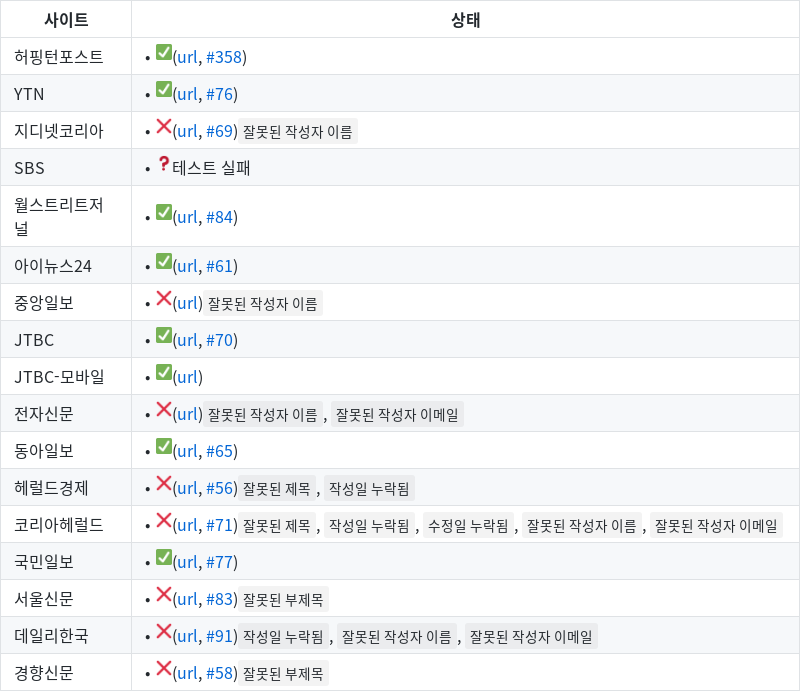 사이트 상태
허핑턴포스트 • ✅(url, #358)
YTN • ✅(url, #76)
지디넷코리아 • ❌(url, #69) 잘못된 작성자 이름
SBS • ❓테스트 실패
월스트리트저
널 • ✅(url, #84)
아이뉴스24 • ✅(url, #61)
중앙일보 • ❌(url) 잘못된 작성자 이름
JTBC • ✅(url, #70)
JTBC-모바일 • ✅(url)
전자신문 • ❌(url) 잘못된 작성자 이름 , 잘못된 작성자 이메일
동아일보 • ✅(url, #65)
헤럴드경제 • ❌(url, #56) 잘못된 제목 , 작성일 누락됨
코리아헤럴드 • ❌(url, #71) 잘못된 제목 , 작성일 누락됨 , 수정일 누락됨 , 잘못된 작성자 이름 , 잘못된 작성자 이메일
국민일보 • ✅(url, #77)
서울신문 • ❌(url, #83) 잘못된 부제목
데일리한국 • ❌(url, #91) 작성일 누락됨 , 잘못된 작성자 이름 , 잘못된 작성자 이메일
경향신문 • ❌(url, #58) 잘못된 부제목